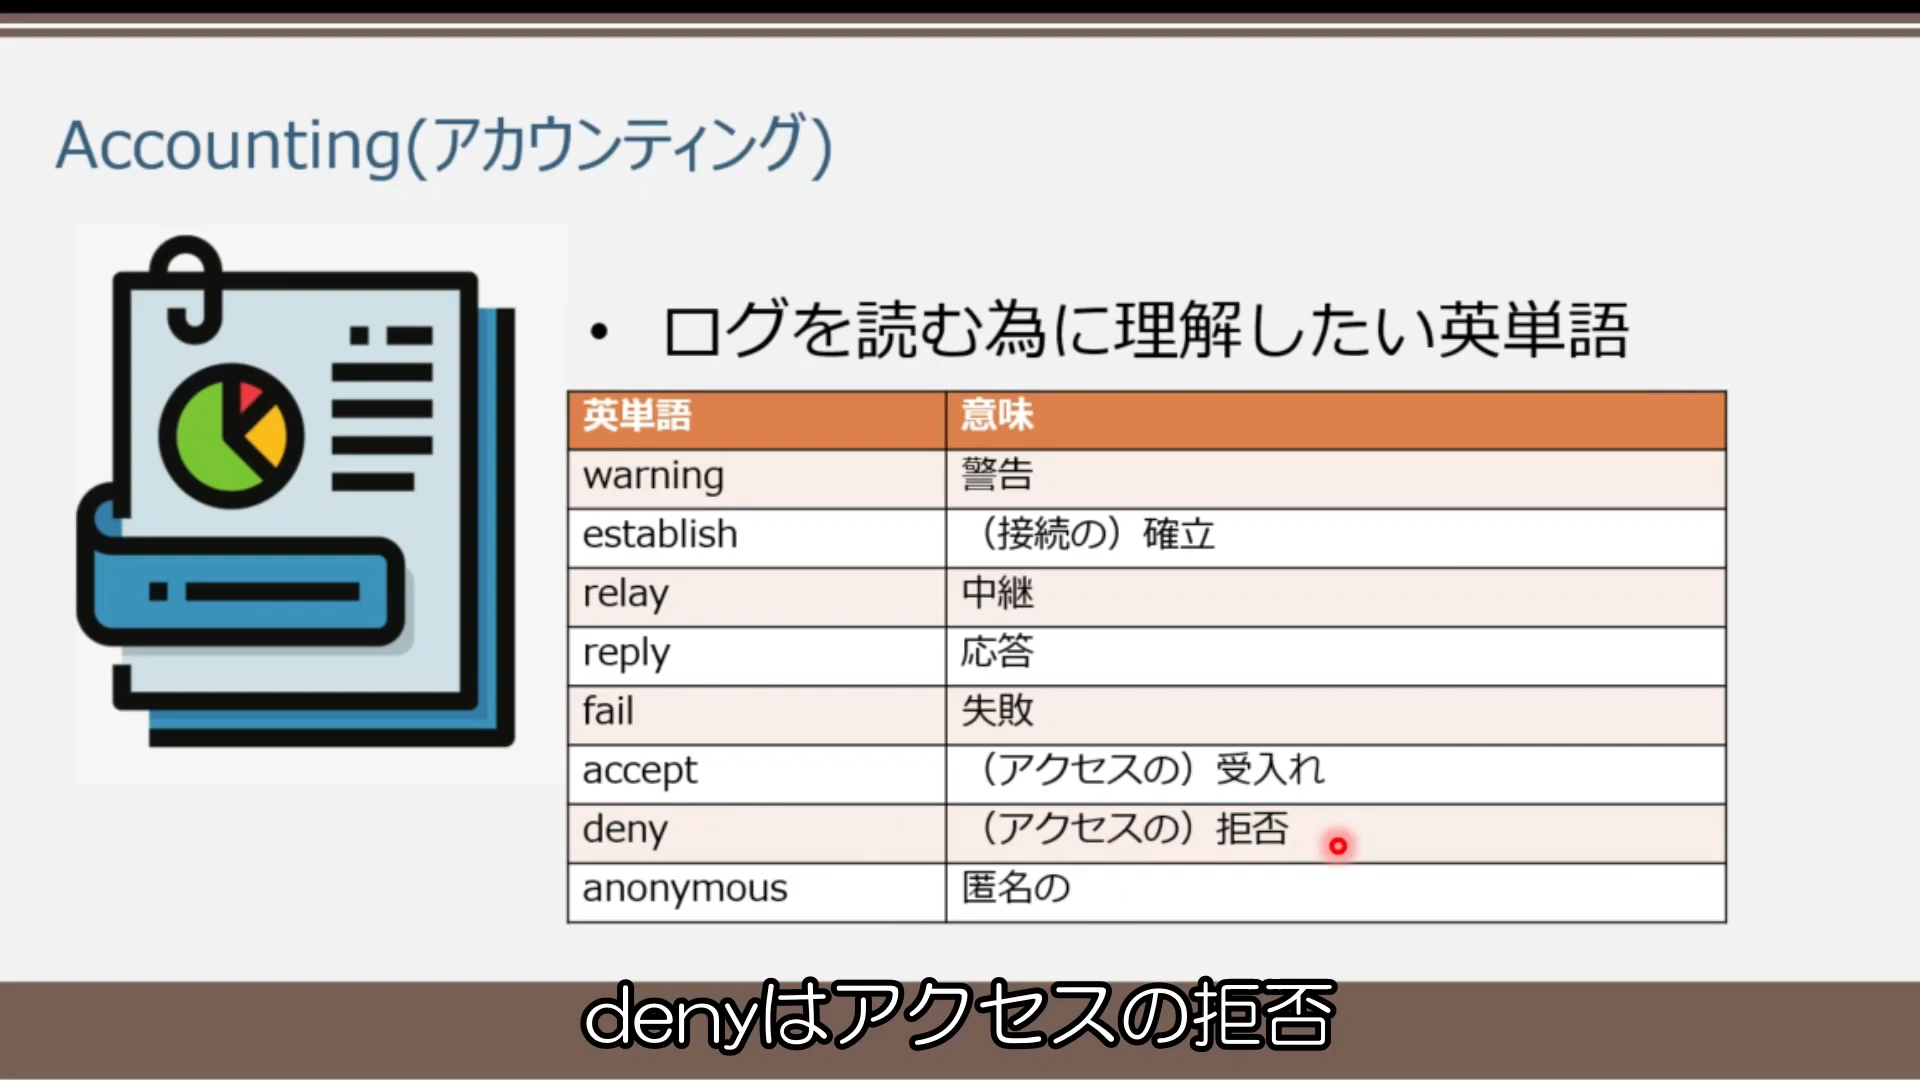 Accounting(アカウンティング)
• ログを読む為に理解したい英単語
英単語 意味
warning 警告
establish （接続の）確立
relay 中継
reply 応答
fail 失敗
accept （アクセスの）受入れ
deny （アクセスの）拒否
anonymous 匿名の
denyはアクセスの拒否